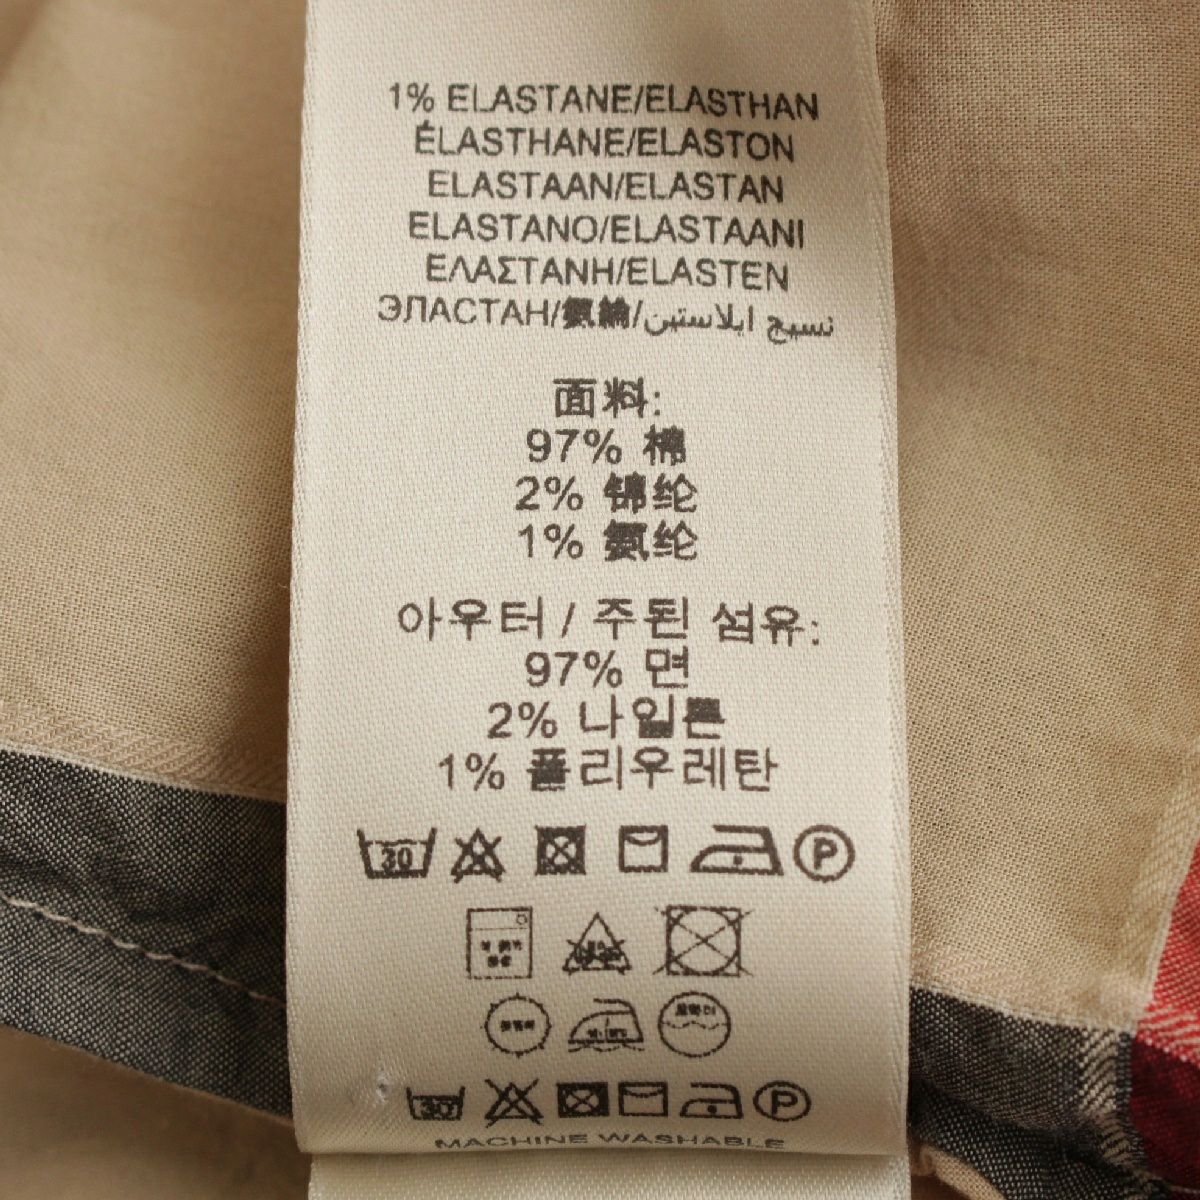 1% ELASTANE/ELASTHAN
ÉLASTHANE/ELASTON
ELASTAAN/ELASTAN
ELASTANO/ELASTAANI
ΕΛΑΣΤΑΝΗ/ELASTEN
ЭЛАСТАН/氨綸/نسيج ايلاستين
面料:
97% 棉
2% 锦纶
1% 氨纶
아우터 / 주된 섬유:
97% 면
2% 나일론
1% 폴리우레탄
30 P
30 P
MACHINE WASHABLE